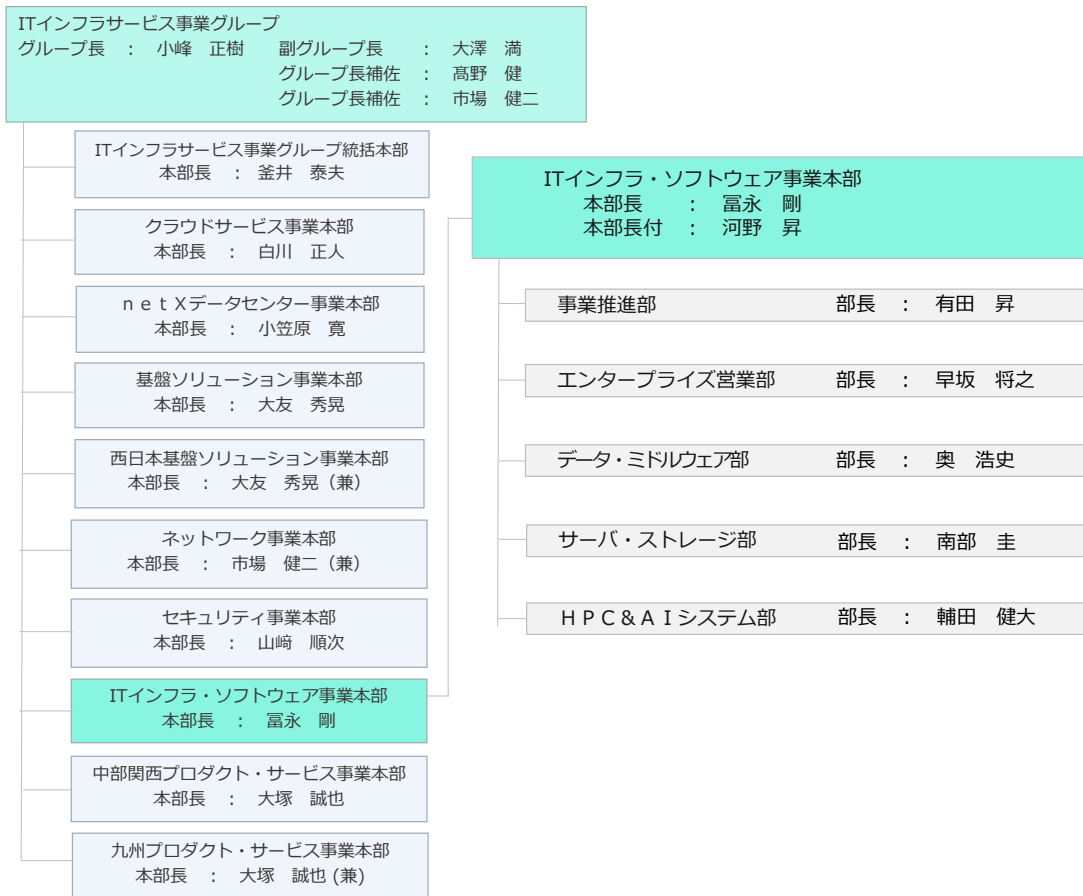 ITインフラサービス事業グループ
グループ長 : 小峰 正樹 副グループ長 : 大澤 満
グループ長補佐 : 髙野 健
グループ長補佐 : 市場 健二
ITインフラサービス事業グループ統括本部
本部長 : 釜井 泰夫
クラウドサービス事業本部
本部長 : 白川 正人
ｎｅｔＸデータセンター事業本部
本部長 : 小笠原 寛
基盤ソリューション事業本部
本部長 : 大友 秀晃
西日本基盤ソリューション事業本部
本部長 : 大友 秀晃（兼）
ネットワーク事業本部
本部長 : 市場 健二（兼）
セキュリティ事業本部
本部長 : 山﨑 順次
ITインフラ・ソフトウェア事業本部
本部長 : 冨永 剛
中部関西プロダクト・サービス事業本部
本部長 : 大塚 誠也
九州プロダクト・サービス事業本部
本部長 : 大塚 誠也 (兼)
ITインフラ・ソフトウェア事業本部
本部長 : 冨永 剛
本部長付 : 河野 昇
事業推進部 部長 : 有田 昇
エンタープライズ営業部 部長 : 早坂 将之
データ・ミドルウェア部 部長 : 奥 浩史
サーバ・ストレージ部 部長 : 南部 圭
ＨＰＣ＆ＡＩシステム部 部長 : 輔田 健大